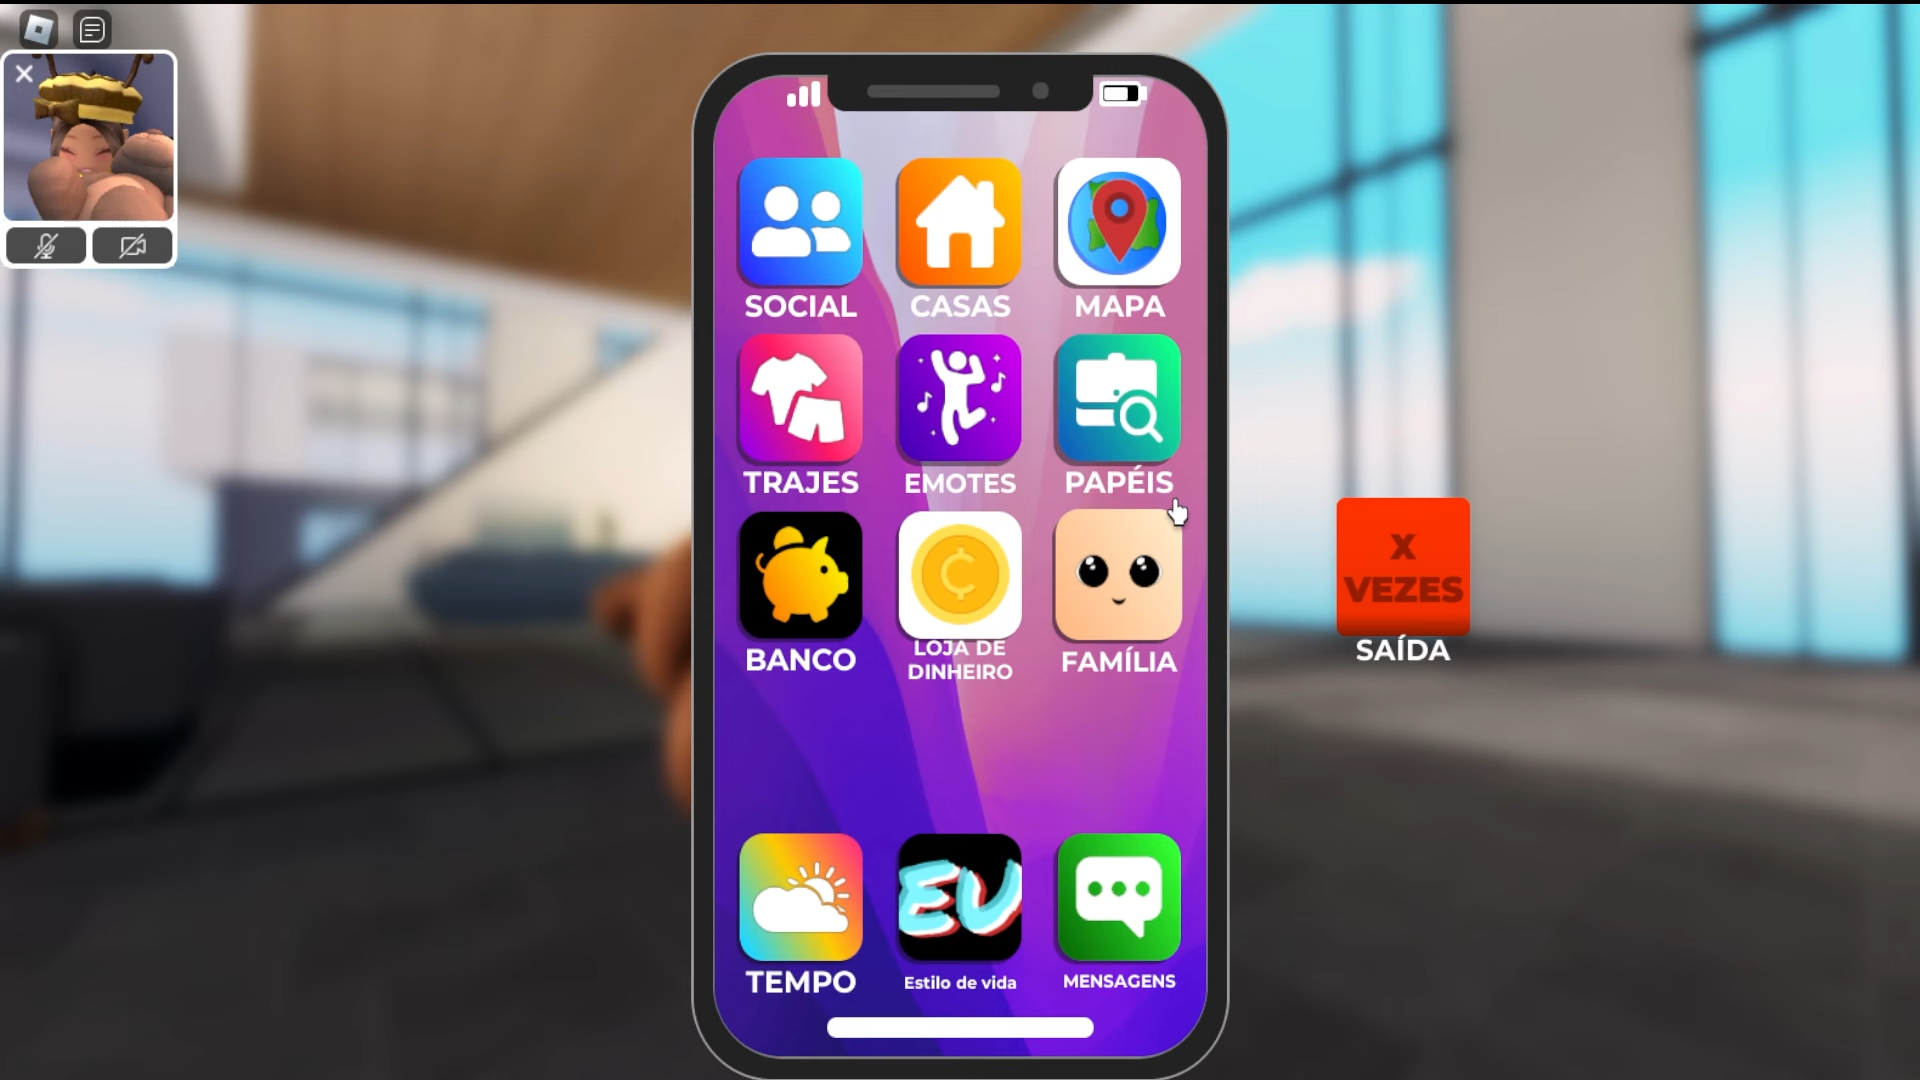 SOCIAL
CASAS
MAPA
TRAJES
EMOTES
PAPÉIS
BANCO
LOJA DE
DINHEIRO
FAMÍLIA
X
VEZES
SAÍDA
TEMPO
EU
Estilo de vida
MENSAGENS